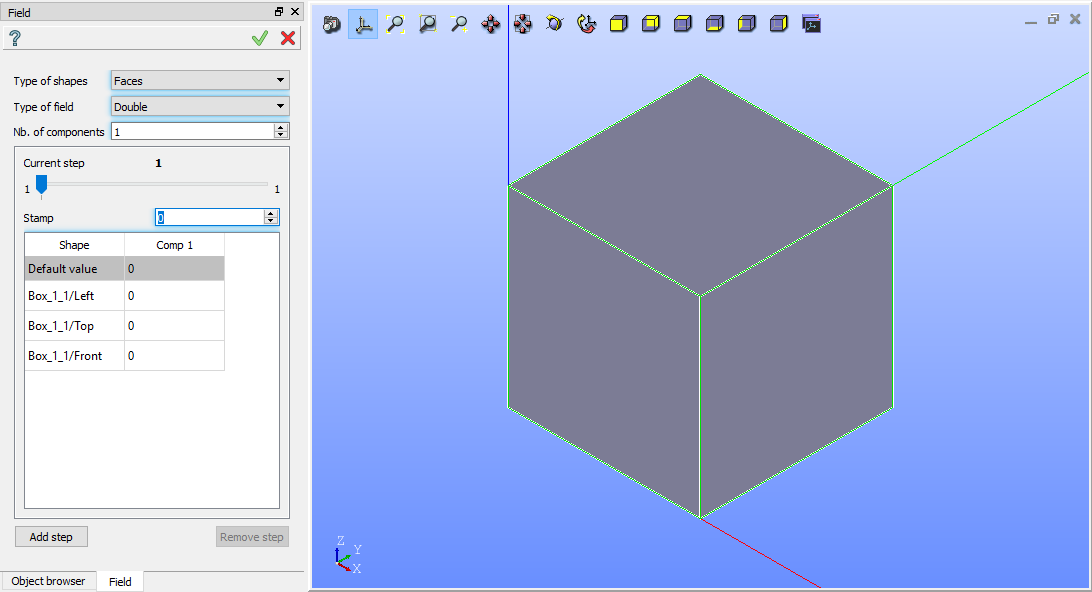 Field
?
Type of shapes Faces
Type of field Double
Nb. of components 1
Current step 1
1 1
Stamp 0
Shape Comp 1
Default value 0
Box_1_1/Left 0
Box_1_1/Top 0
Box_1_1/Front 0
Add step Remove step
Object browser Field
Z
Y
X